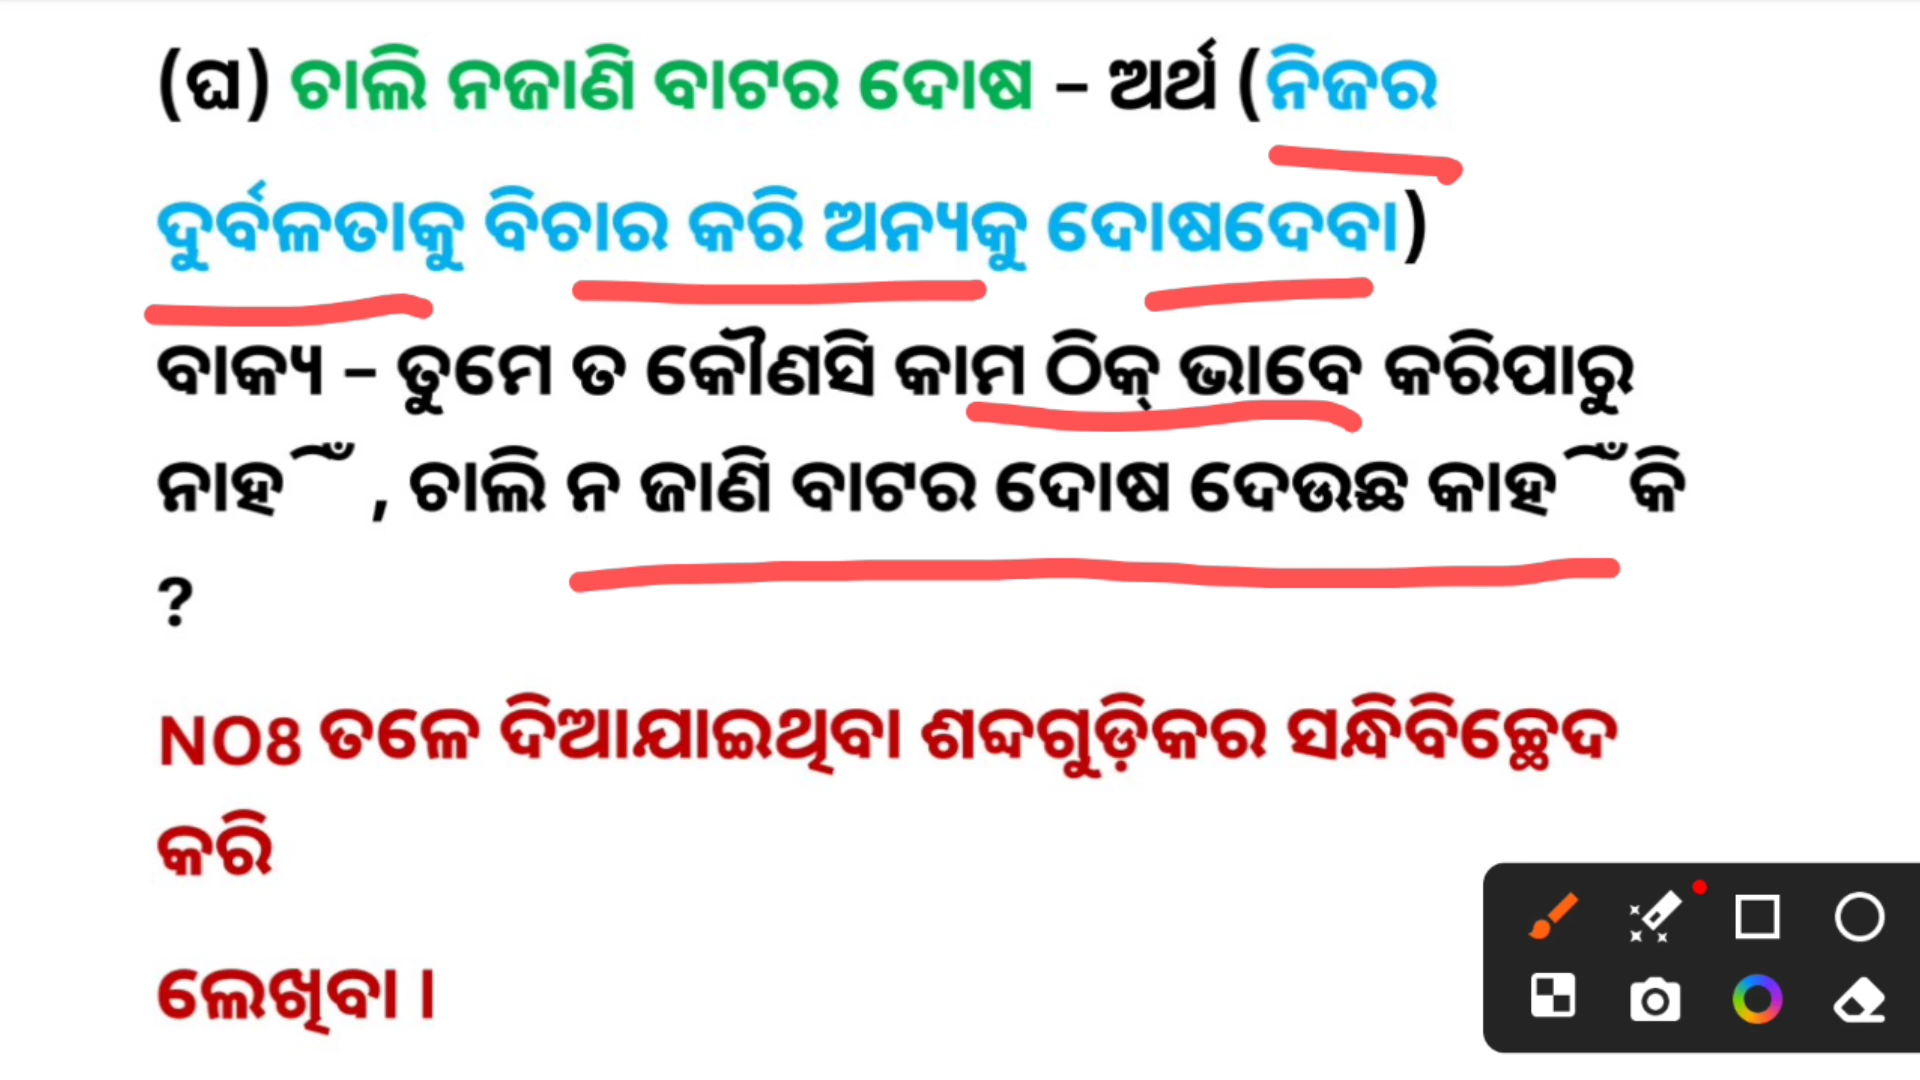 (ଘ) ଚାଲି ନଜାଣି ବାଟର ଦୋଷ – ଅର୍ଥ (ନିଜର
ଦୁର୍ବଳତାକୁ ବିଚାର କରି ଅନ୍ୟକୁ ଦୋଷଦେବା)
ବାକ୍ୟ – ତୁମେ ତ କୌଣସି କାମ ଠିକ୍ ଭାବେ କରିପାରୁ
ନାହିଁ , ଚାଲି ନ ଜାଣି ବାଟର ଦୋଷ ଦେଉଛ କାହିଁକି
?
NO8 ତଳେ ଦିଆଯାଇଥିବା ଶବ୍ଦଗୁଡ଼ିକର ସନ୍ଧିବିଚ୍ଛେଦ
କରି
ଲେଖିବା ।